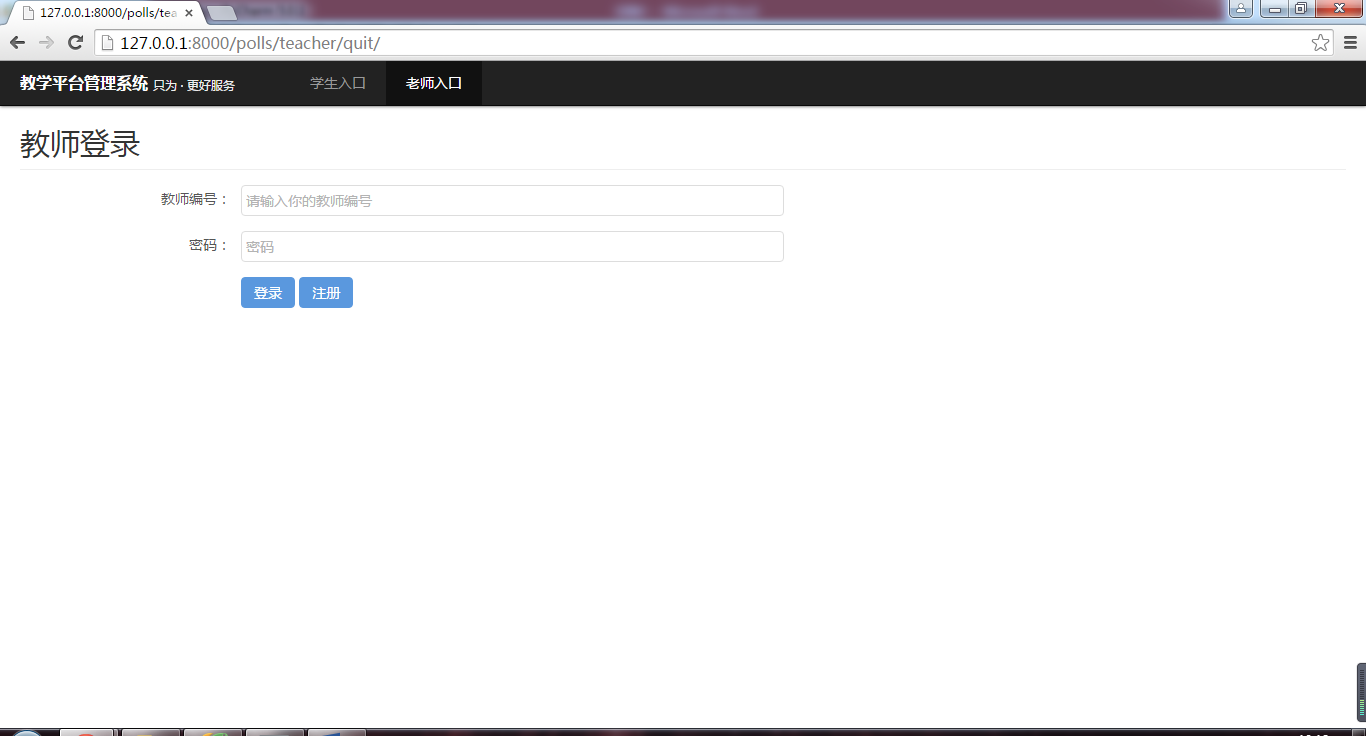 127.0.0.1:8000/polls/tea
127.0.0.1:8000/polls/teacher/quit/
教学平台管理系统 只为 · 更好服务 学生入口 老师入口
教师登录
教师编号： 请输入你的教师编号
密码： 密码
登录 注册